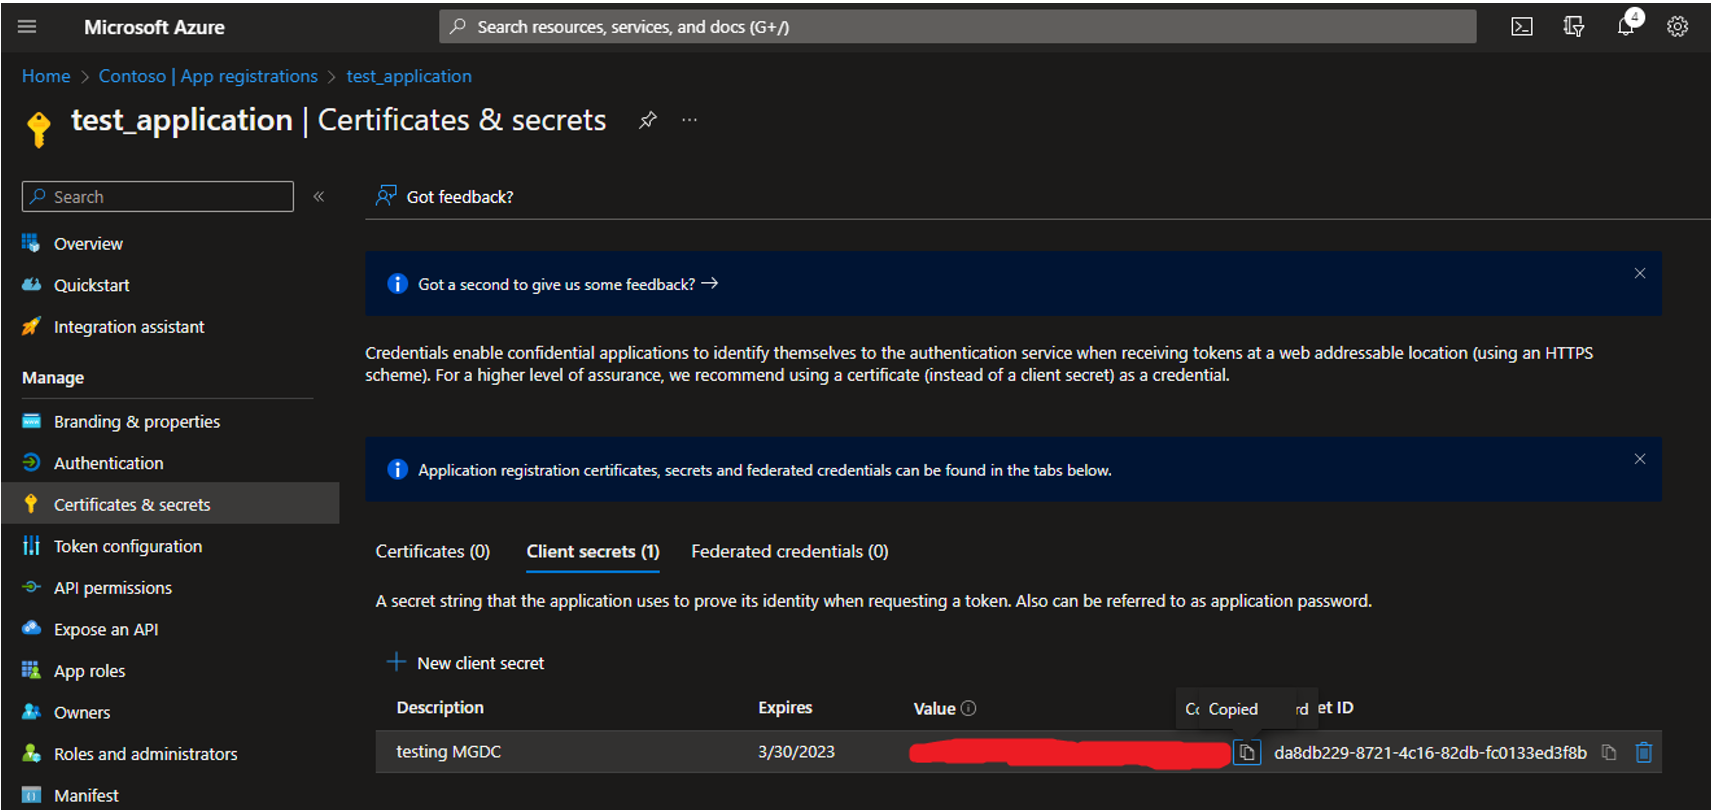 Microsoft Azure
Search resources, services, and docs (G+/)
4
Home > Contoso | App registrations > test_application
test_application | Certificates & secrets
...
Search
«
Got feedback?
Overview
Quickstart
Integration assistant
Manage
Branding & properties
Authentication
Certificates & secrets
Token configuration
API permissions
Expose an API
App roles
Owners
Roles and administrators
Manifest
Got a second to give us some feedback? →
Credentials enable confidential applications to identify themselves to the authentication service when receiving tokens at a web addressable location (using an HTTPS
scheme). For a higher level of assurance, we recommend using a certificate (instead of a client secret) as a credential.
Application registration certificates, secrets and federated credentials can be found in the tabs below.
Certificates (0) Client secrets (1) Federated credentials (0)
A secret string that the application uses to prove its identity when requesting a token. Also can be referred to as application password.
+ New client secret
Description Expires Value Copied et ID
testing MGDC 3/30/2023 da8db229-8721-4c16-82db-fc0133ed3f8b